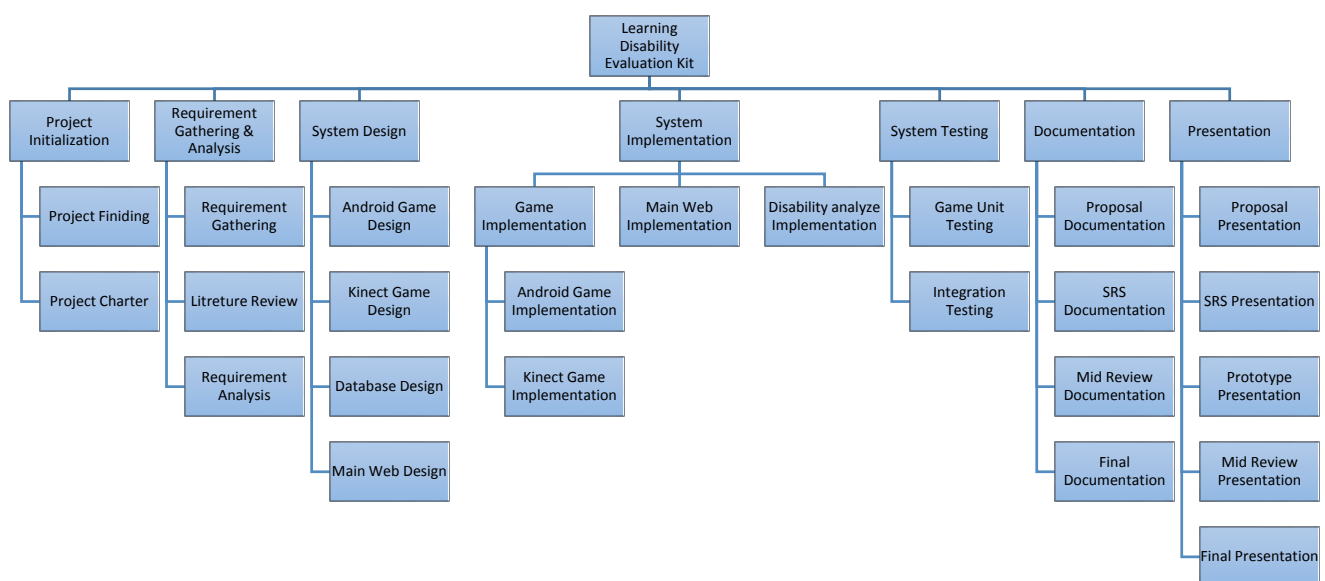 Learning
Disability
Evaluation Kit
Project
Initialization
Requirement
Gathering &
Analysis
System Design
System
Implementation
System Testing
Documentation
Presentation
Project Finiding
Requirement
Gathering
Android Game
Design
Game
Implementation
Main Web
Implementation
Disability analyze
Implementation
Game Unit
Testing
Proposal
Documentation
Proposal
Presentation
Project Charter
Litreture Review
Kinect Game
Design
Android Game
Implementation
Integration
Testing
SRS
Documentation
SRS Presentation
Requirement
Analysis
Database Design
Kinect Game
Implementation
Mid Review
Documentation
Prototype
Presentation
Main Web Design
Final
Documentation
Mid Review
Presentation
Final Presentation